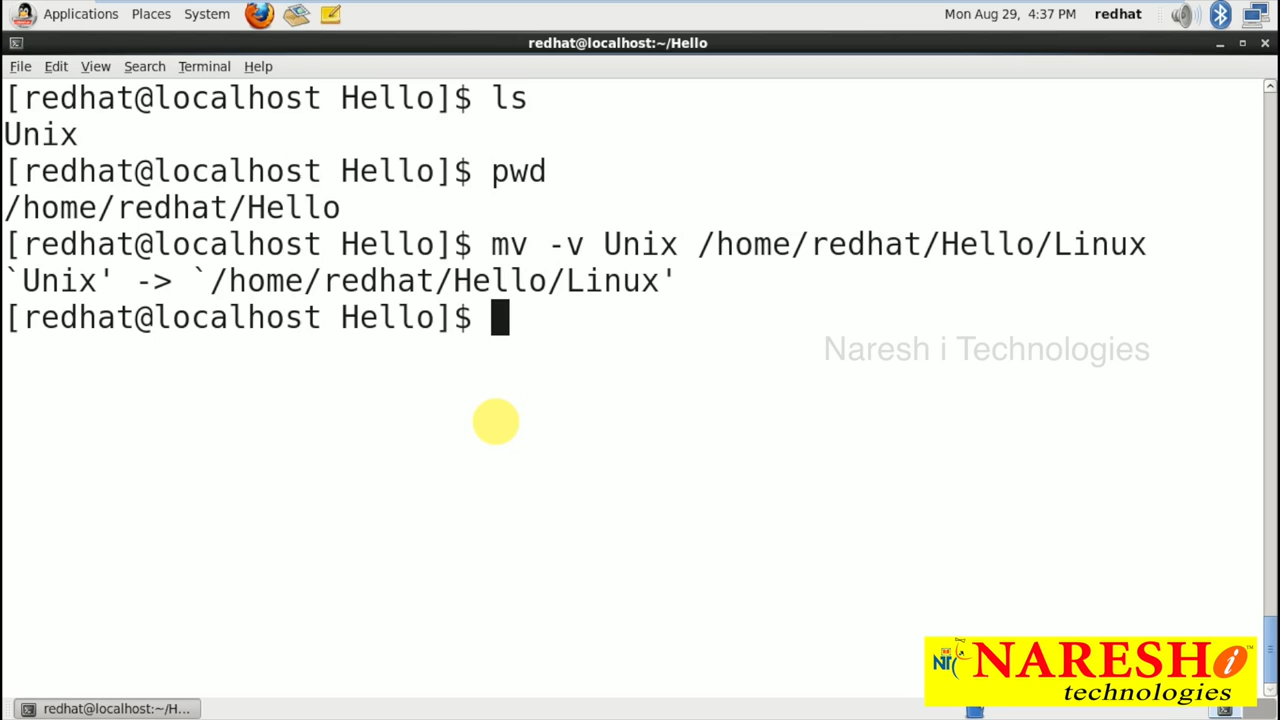 Applications Places System Mon Aug 29, 4:37 PM redhat
redhat@localhost:~/Hello
File Edit View Search Terminal Help
[redhat@localhost Hello]$ ls
Unix
[redhat@localhost Hello]$ pwd
/home/redhat/Hello
[redhat@localhost Hello]$ mv -v Unix /home/redhat/Hello/Linux
`Unix' -> `/home/redhat/Hello/Linux'
[redhat@localhost Hello]$
Naresh i Technologies
NARESH i
technologies
redhat@localhost:~/H...